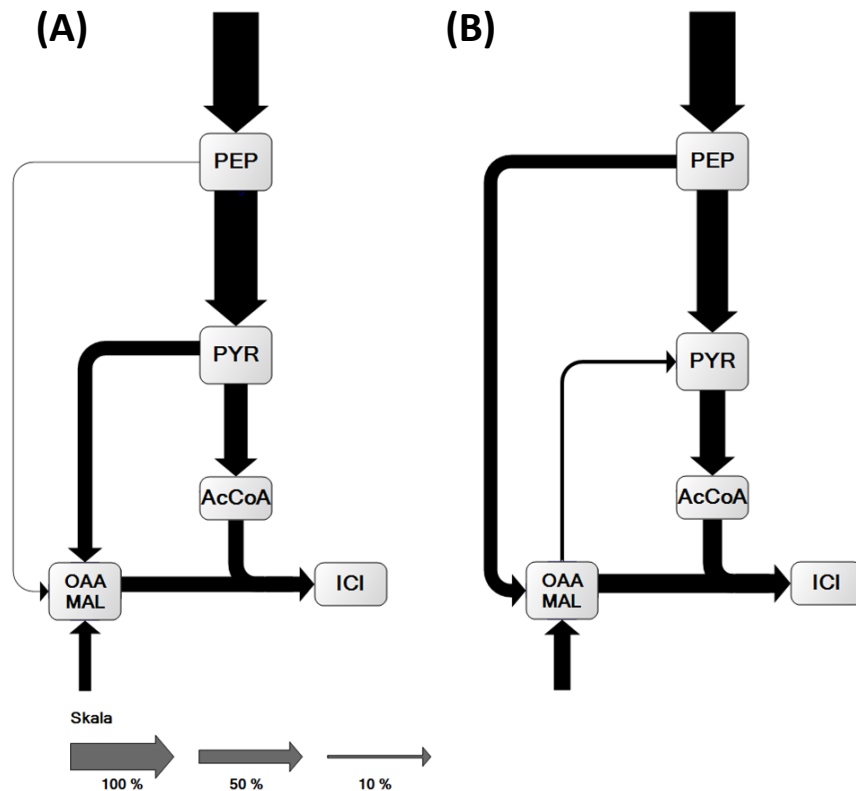 (A)
PEP
PYR
AcCoA
OAA
MAL
ICI
(B)
PEP
PYR
AcCoA
OAA
MAL
ICI
Skala
100 %
50 %
10 %